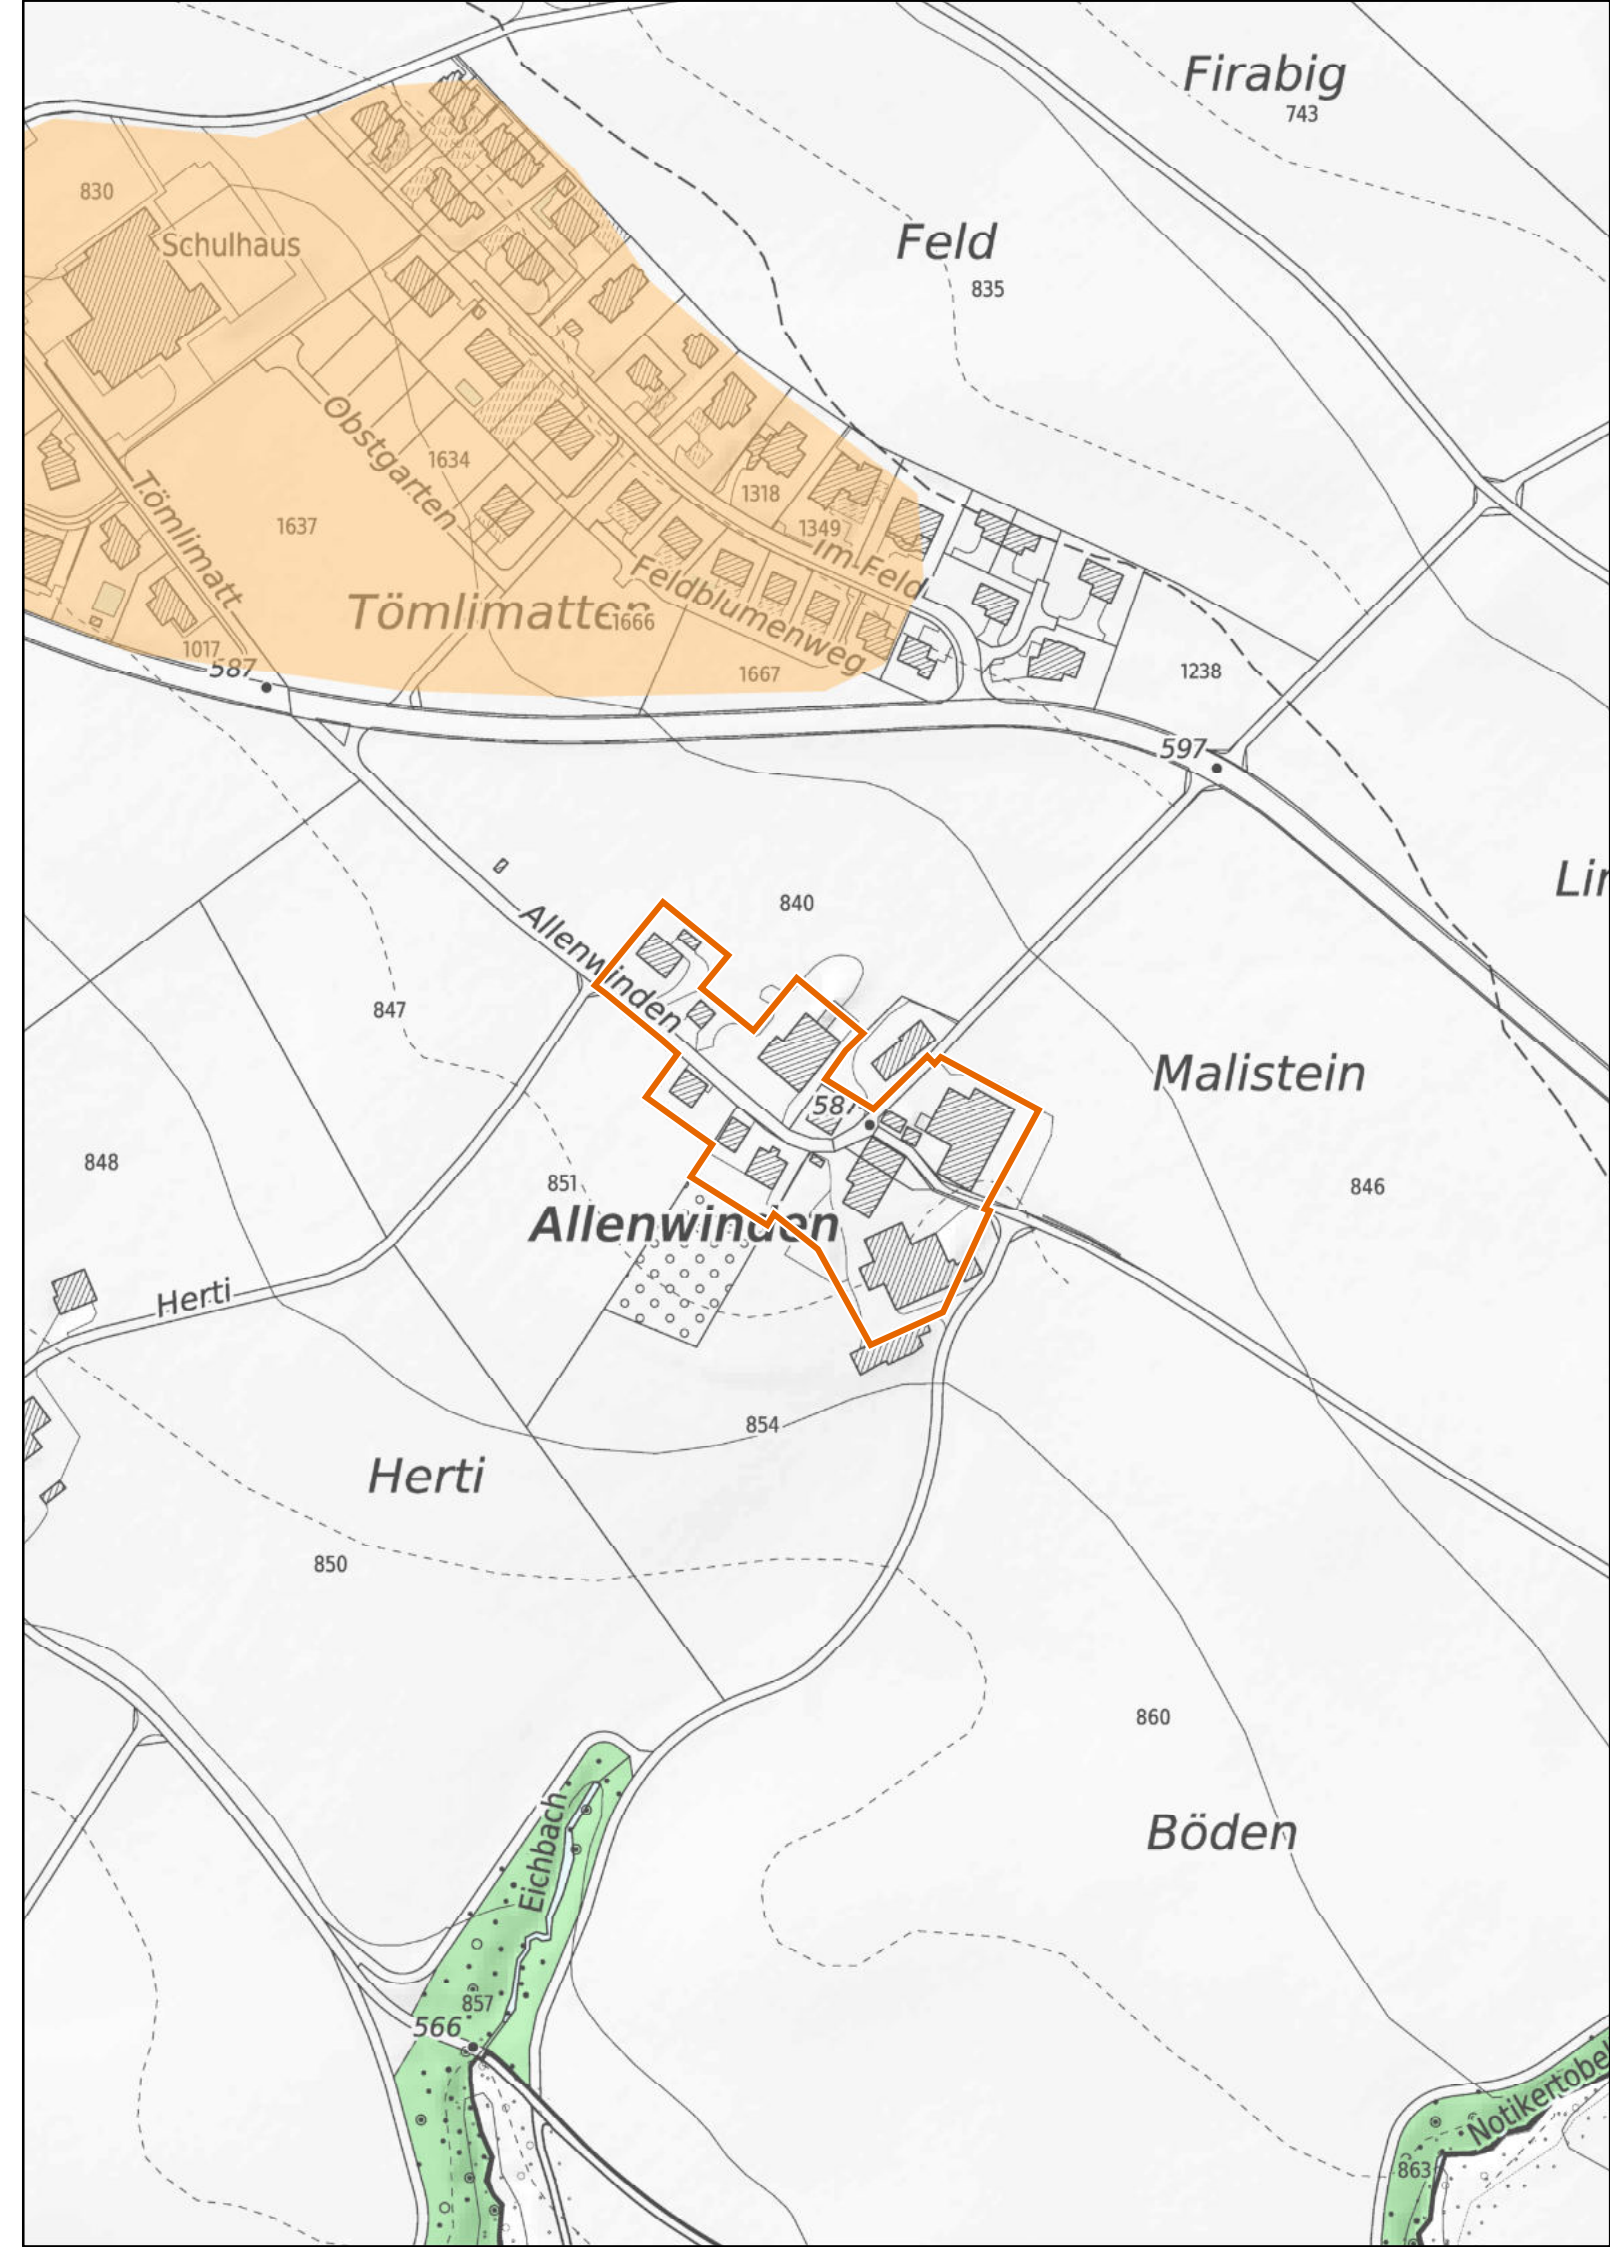 Firabig
743
830
Schulhaus
Feld
835
Obstgarten
1634
Tömlimatt
1637
1318
1349
Im Feld
Feldblumenweg
Tömlimatten
1666
1017
587
1667
1238
597
840
Allenwinden
847
Malistein
848
851
846
Allenwinden
Herti
854
Herti
850
860
Böden
Eichbach
857
566
Notikertobel
863